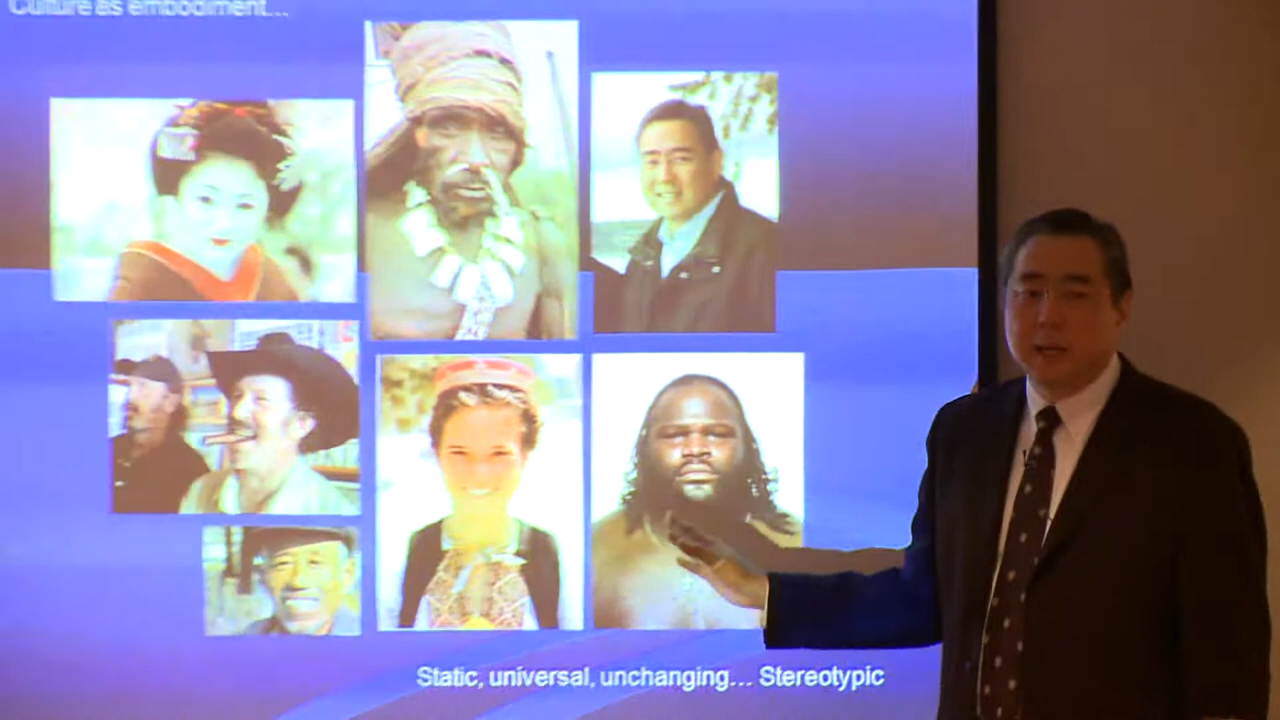 Culture as embodiment...
Static, universal, unchanging... Stereotypic